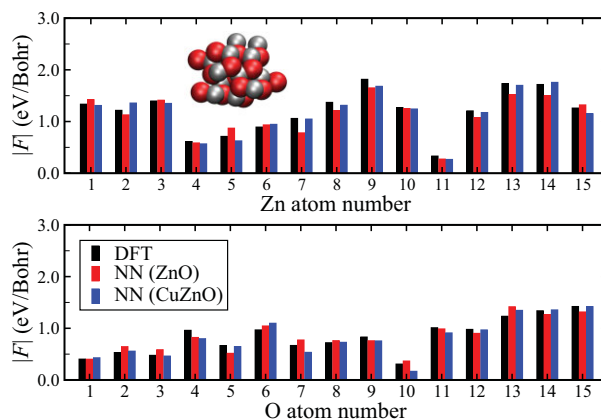 3.0
2.0
1.0
0.0
|F| (eV/Bohr)
1 2 3 4 5 6 7 8 9 10 11 12 13 14 15
Zn atom number
3.0
2.0
1.0
0.0
|F| (eV/Bohr)
DFT
NN (ZnO)
NN (CuZnO)
1 2 3 4 5 6 7 8 9 10 11 12 13 14 15
O atom number